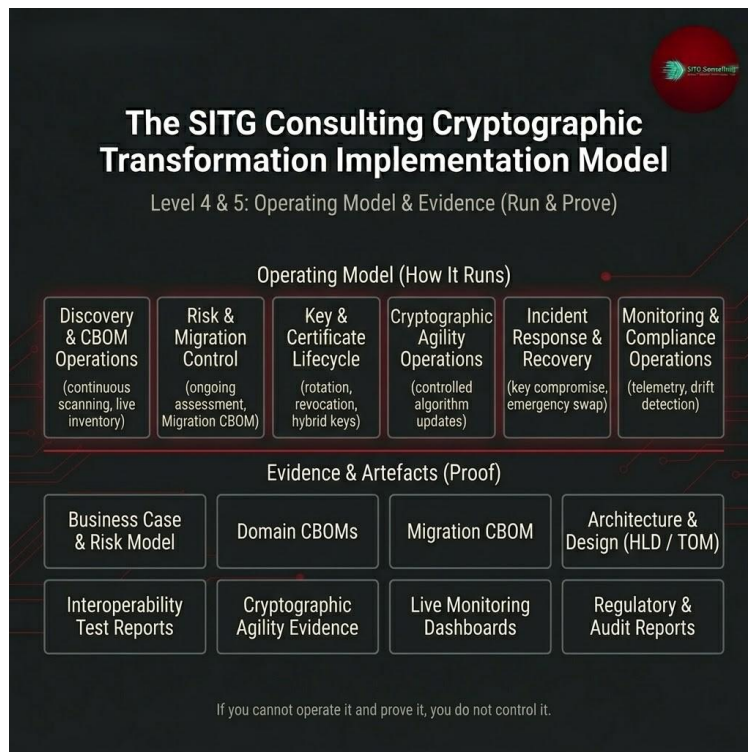 The SITG Consulting Cryptographic
Transformation Implementation Model
Level 4 & 5: Operating Model & Evidence (Run & Prove)
Operating Model (How It Runs)
Discovery
& CBOM
Operations
(continuous
scanning, live
inventory)
Risk &
Migration
Control
(ongoing
assessment,
Migration CBOM)
Key &
Certificate
Lifecycle
(rotation,
revocation,
hybrid keys)
Cryptographic
Agility
Operations
(controlled
algorithm
updates)
Incident
Response &
Recovery
(key compromise,
emergency swap)
Monitoring &
Compliance
Operations
(telemetry, drift
detection)
Evidence & Artefacts (Proof)
Business Case
& Risk Model
Domain CBOMs
Migration CBOM
Architecture &
Design (HLD / TOM)
Interoperability
Test Reports
Cryptographic
Agility Evidence
Live Monitoring
Dashboards
Regulatory &
Audit Reports
If you cannot operate it and prove it, you do not control it.